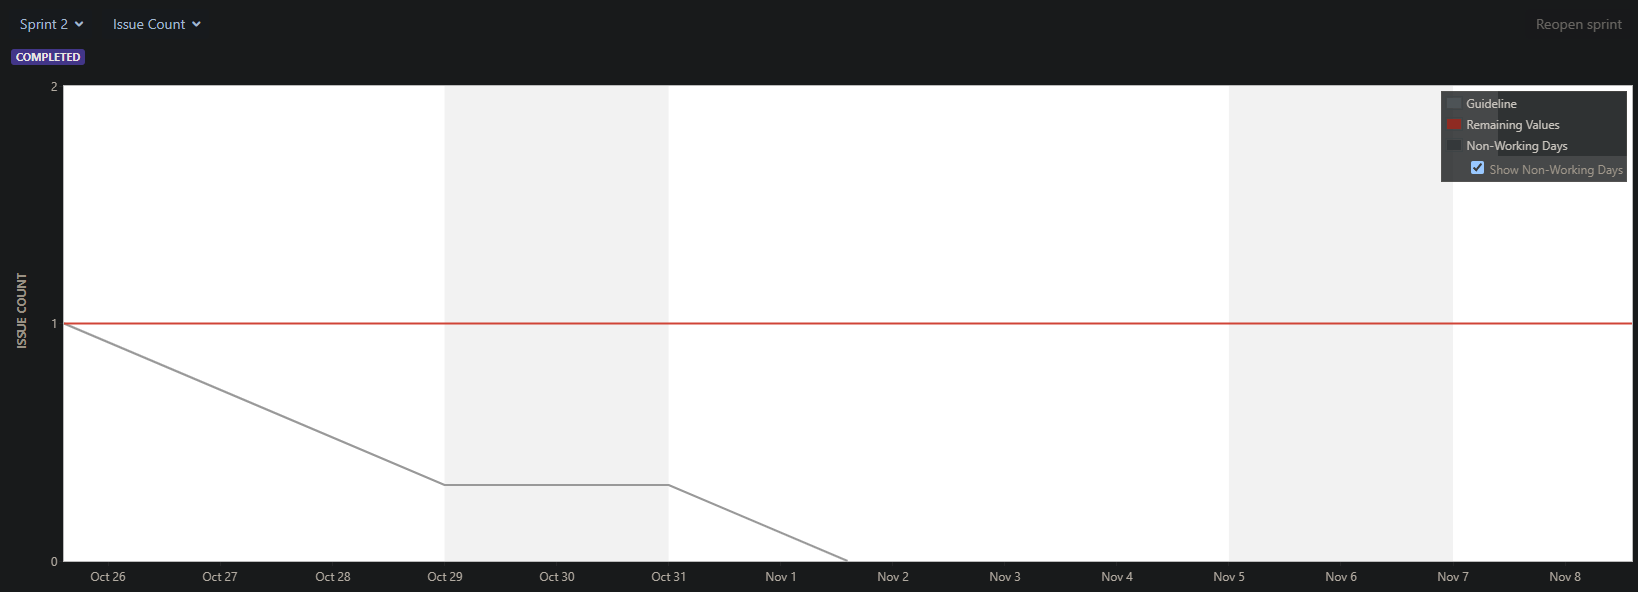 Sprint 2 Issue Count Reopen sprint
COMPLETED
2
Guideline
Remaining Values
Non-Working Days
Show Non-Working Days
ISSUE COUNT
1
0
Oct 26 Oct 27 Oct 28 Oct 29 Oct 30 Oct 31 Nov 1 Nov 2 Nov 3 Nov 4 Nov 5 Nov 6 Nov 7 Nov 8